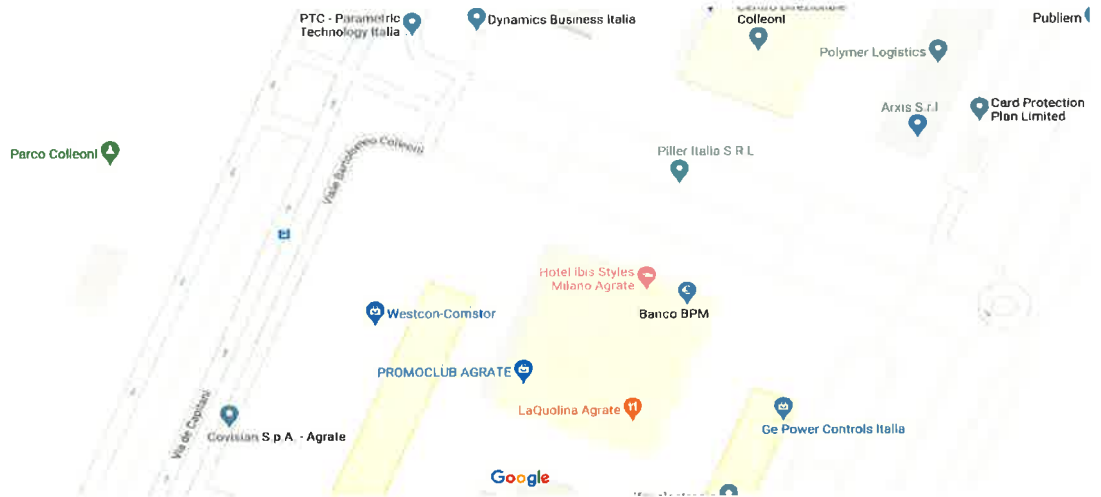 Centro Direzionale
Colleoni
PTC - Parametric
Technology Italia
Dynamics Business Italia
Publiem
Polymer Logistics
Arxis S.r.l
Card Protection
Plan Limited
Parco Colleoni
Viale Bartolomeo Colleoni
Piller Italia S R L
Hotel Ibis Styles
Milano Agrate
Banco BPM
Westcon-Comstor
PROMOCLUB AGRATE
LaQuolina Agrate
Ge Power Controls Italia
Via de Capitani
Covisian S.p.A. - Agrate
Google